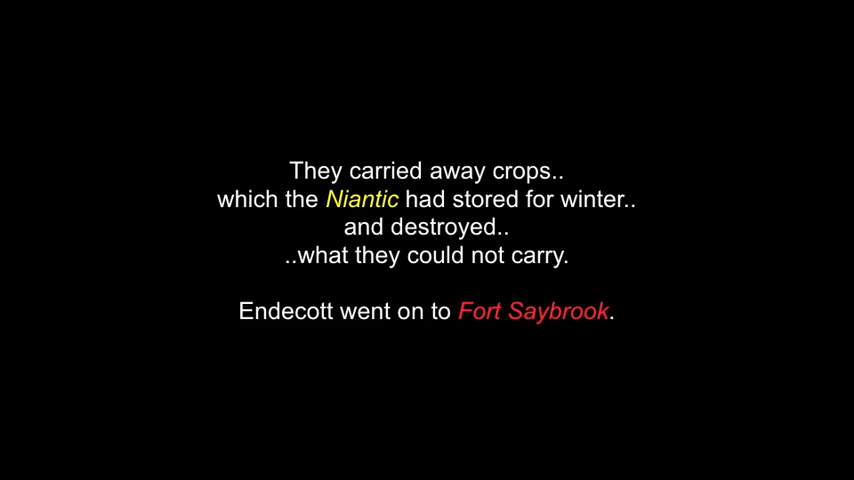 They carried away crops..
which the Niantic had stored for winter..
and destroyed..
..what they could not carry.
Endecott went on to Fort Saybrook.